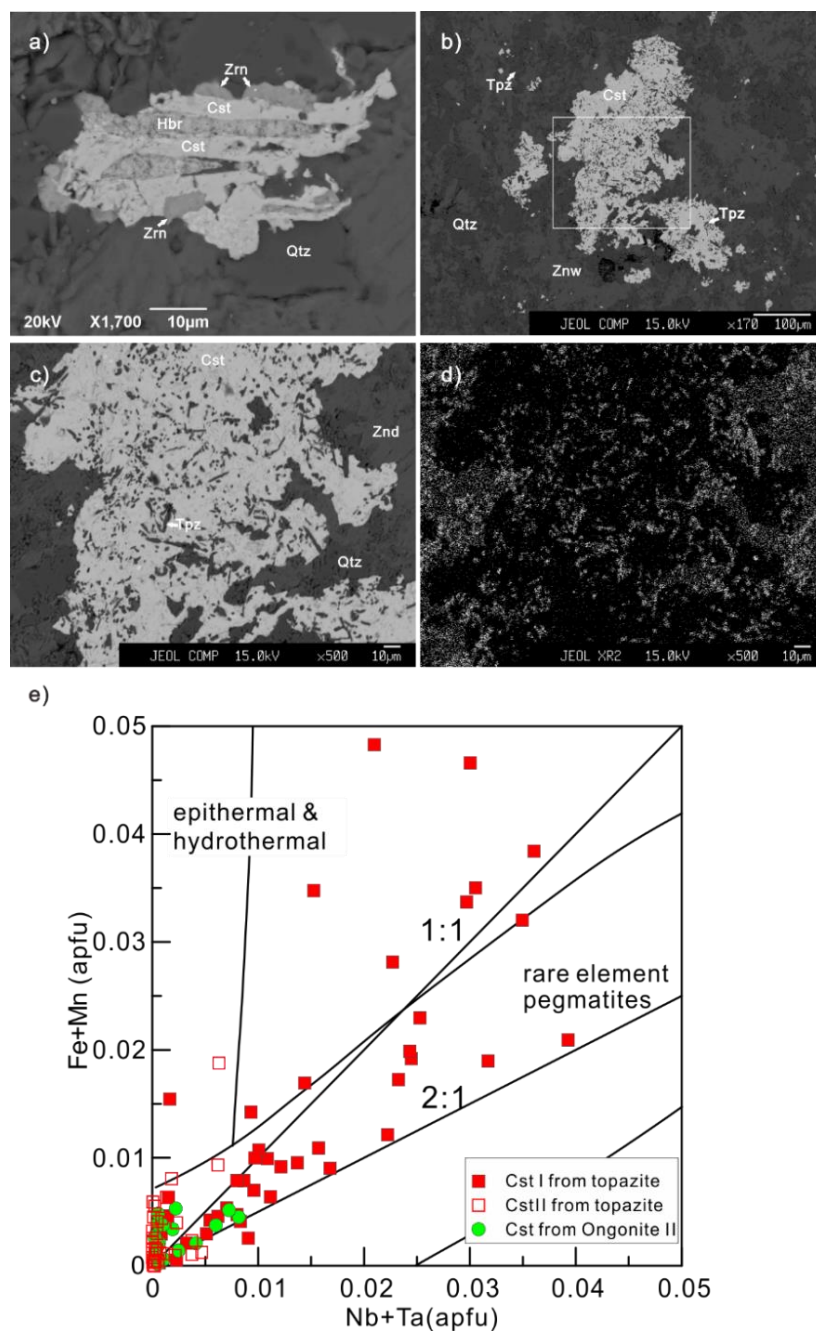 a)
Zrn
Cst
Hbr
Cst
Zrn
Qtz
20kV X1,700 10µm
b)
Tpz
Cst
Qtz
Tpz
Znw
JEOL COMP 15.0kV ×170 100µm
c)
Cst
Znd
Tpz
Qtz
JEOL COMP 15.0kV ×500 10µm
d)
JEOL XR2 15.0kV ×500 10µm
e)
0.05
epithermal &
hydrothermal
0.04
0.03
1:1
rare element
pegmatites
0.02
2:1
0.01
Cst I from topazite
CstII from topazite
Cst from Ongonite II
0
Fe+Mn (apfu)
0 0.01 0.02 0.03 0.04 0.05
Nb+Ta(apfu)